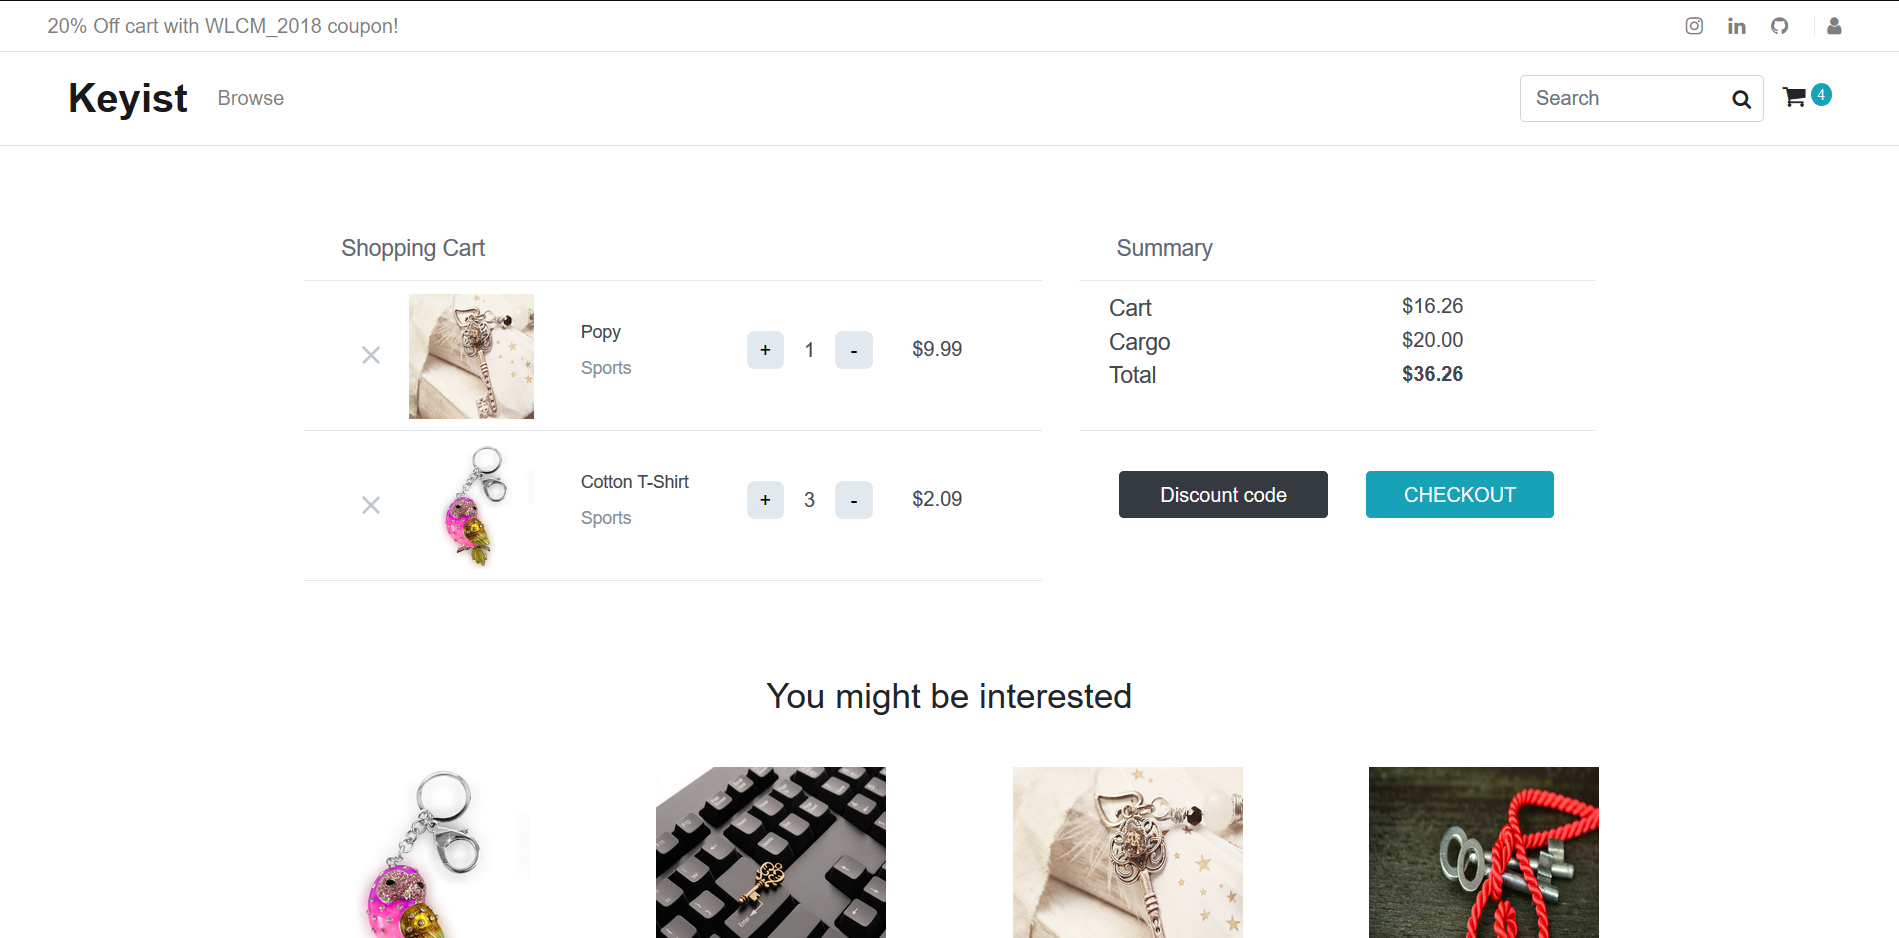 20% Off cart with WLCM_2018 coupon!
Keyist
Browse
Search
4
Shopping Cart
Popy
Sports
+ 1 - $9.99
Cotton T-Shirt
Sports
+ 3 - $2.09
Summary
Cart $16.26
Cargo $20.00
Total $36.26
Discount code
CHECKOUT
You might be interested